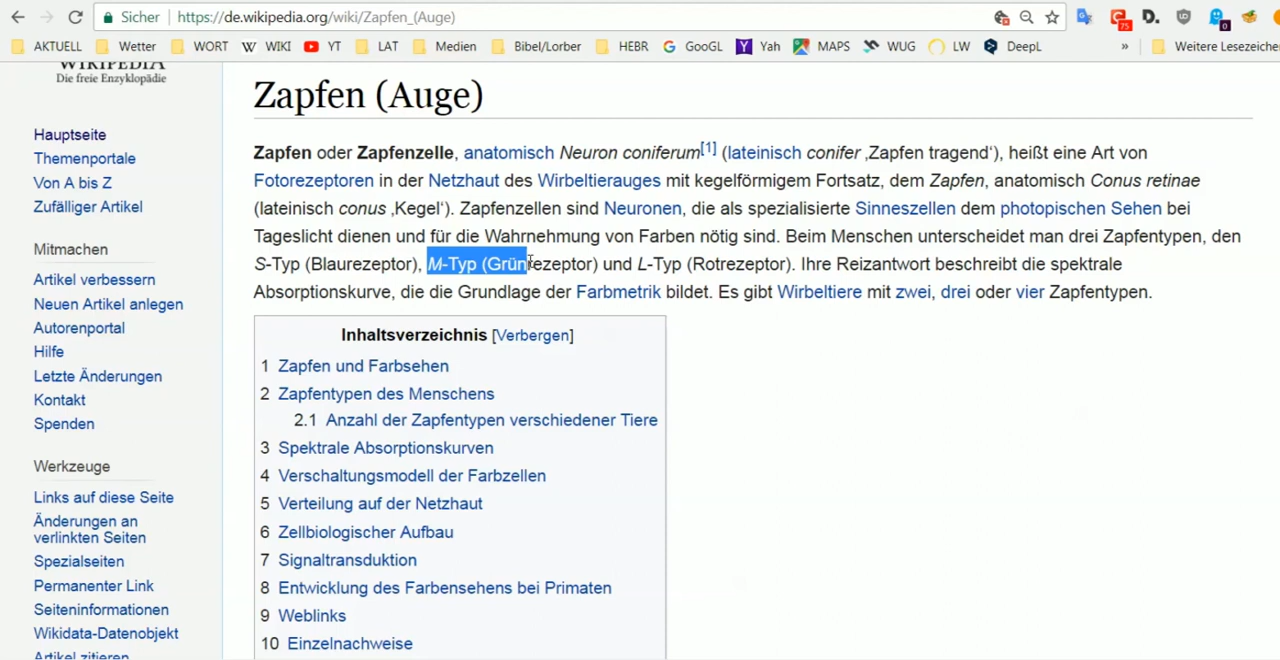 Sicher https://de.wikipedia.org/wiki/Zapfen_(Auge)
75 D. 0
AKTUELL Wetter WORT WIKI YT LAT Medien Bibel/Lorber HEBR GooGL Yah MAPS WUG LW DeepL » Weitere Lesezeichen
WIKIPEDIA
Die freie Enzyklopädie
Hauptseite
Themenportale
Von A bis Z
Zufälliger Artikel
Mitmachen
Artikel verbessern
Neuen Artikel anlegen
Autorenportal
Hilfe
Letzte Änderungen
Kontakt
Spenden
Werkzeuge
Links auf diese Seite
Änderungen an
verlinkten Seiten
Spezialseiten
Permanenter Link
Seiteninformationen
Wikidata-Datenobjekt
Artikel zitieren
Zapfen (Auge)
Zapfen oder Zapfenzelle, anatomisch Neuron coniferum[1] (lateinisch conifer ‚Zapfen tragend‘), heißt eine Art von
Fotorezeptoren in der Netzhaut des Wirbeltierauges mit kegelförmigem Fortsatz, dem Zapfen, anatomisch Conus retinae
(lateinisch conus ‚Kegel‘). Zapfenzellen sind Neuronen, die als spezialisierte Sinneszellen dem photopischen Sehen bei
Tageslicht dienen und für die Wahrnehmung von Farben nötig sind. Beim Menschen unterscheidet man drei Zapfentypen, den
S-Typ (Blaurezeptor), M-Typ (Grünrezeptor) und L-Typ (Rotrezeptor). Ihre Reizantwort beschreibt die spektrale
Absorptionskurve, die die Grundlage der Farbmetrik bildet. Es gibt Wirbeltiere mit zwei, drei oder vier Zapfentypen.
Inhaltsverzeichnis [Verbergen]
1 Zapfen und Farbsehen
2 Zapfentypen des Menschens
2.1 Anzahl der Zapfentypen verschiedener Tiere
3 Spektrale Absorptionskurven
4 Verschaltungsmodell der Farbzellen
5 Verteilung auf der Netzhaut
6 Zellbiologischer Aufbau
7 Signaltransduktion
8 Entwicklung des Farbensehens bei Primaten
9 Weblinks
10 Einzelnachweise